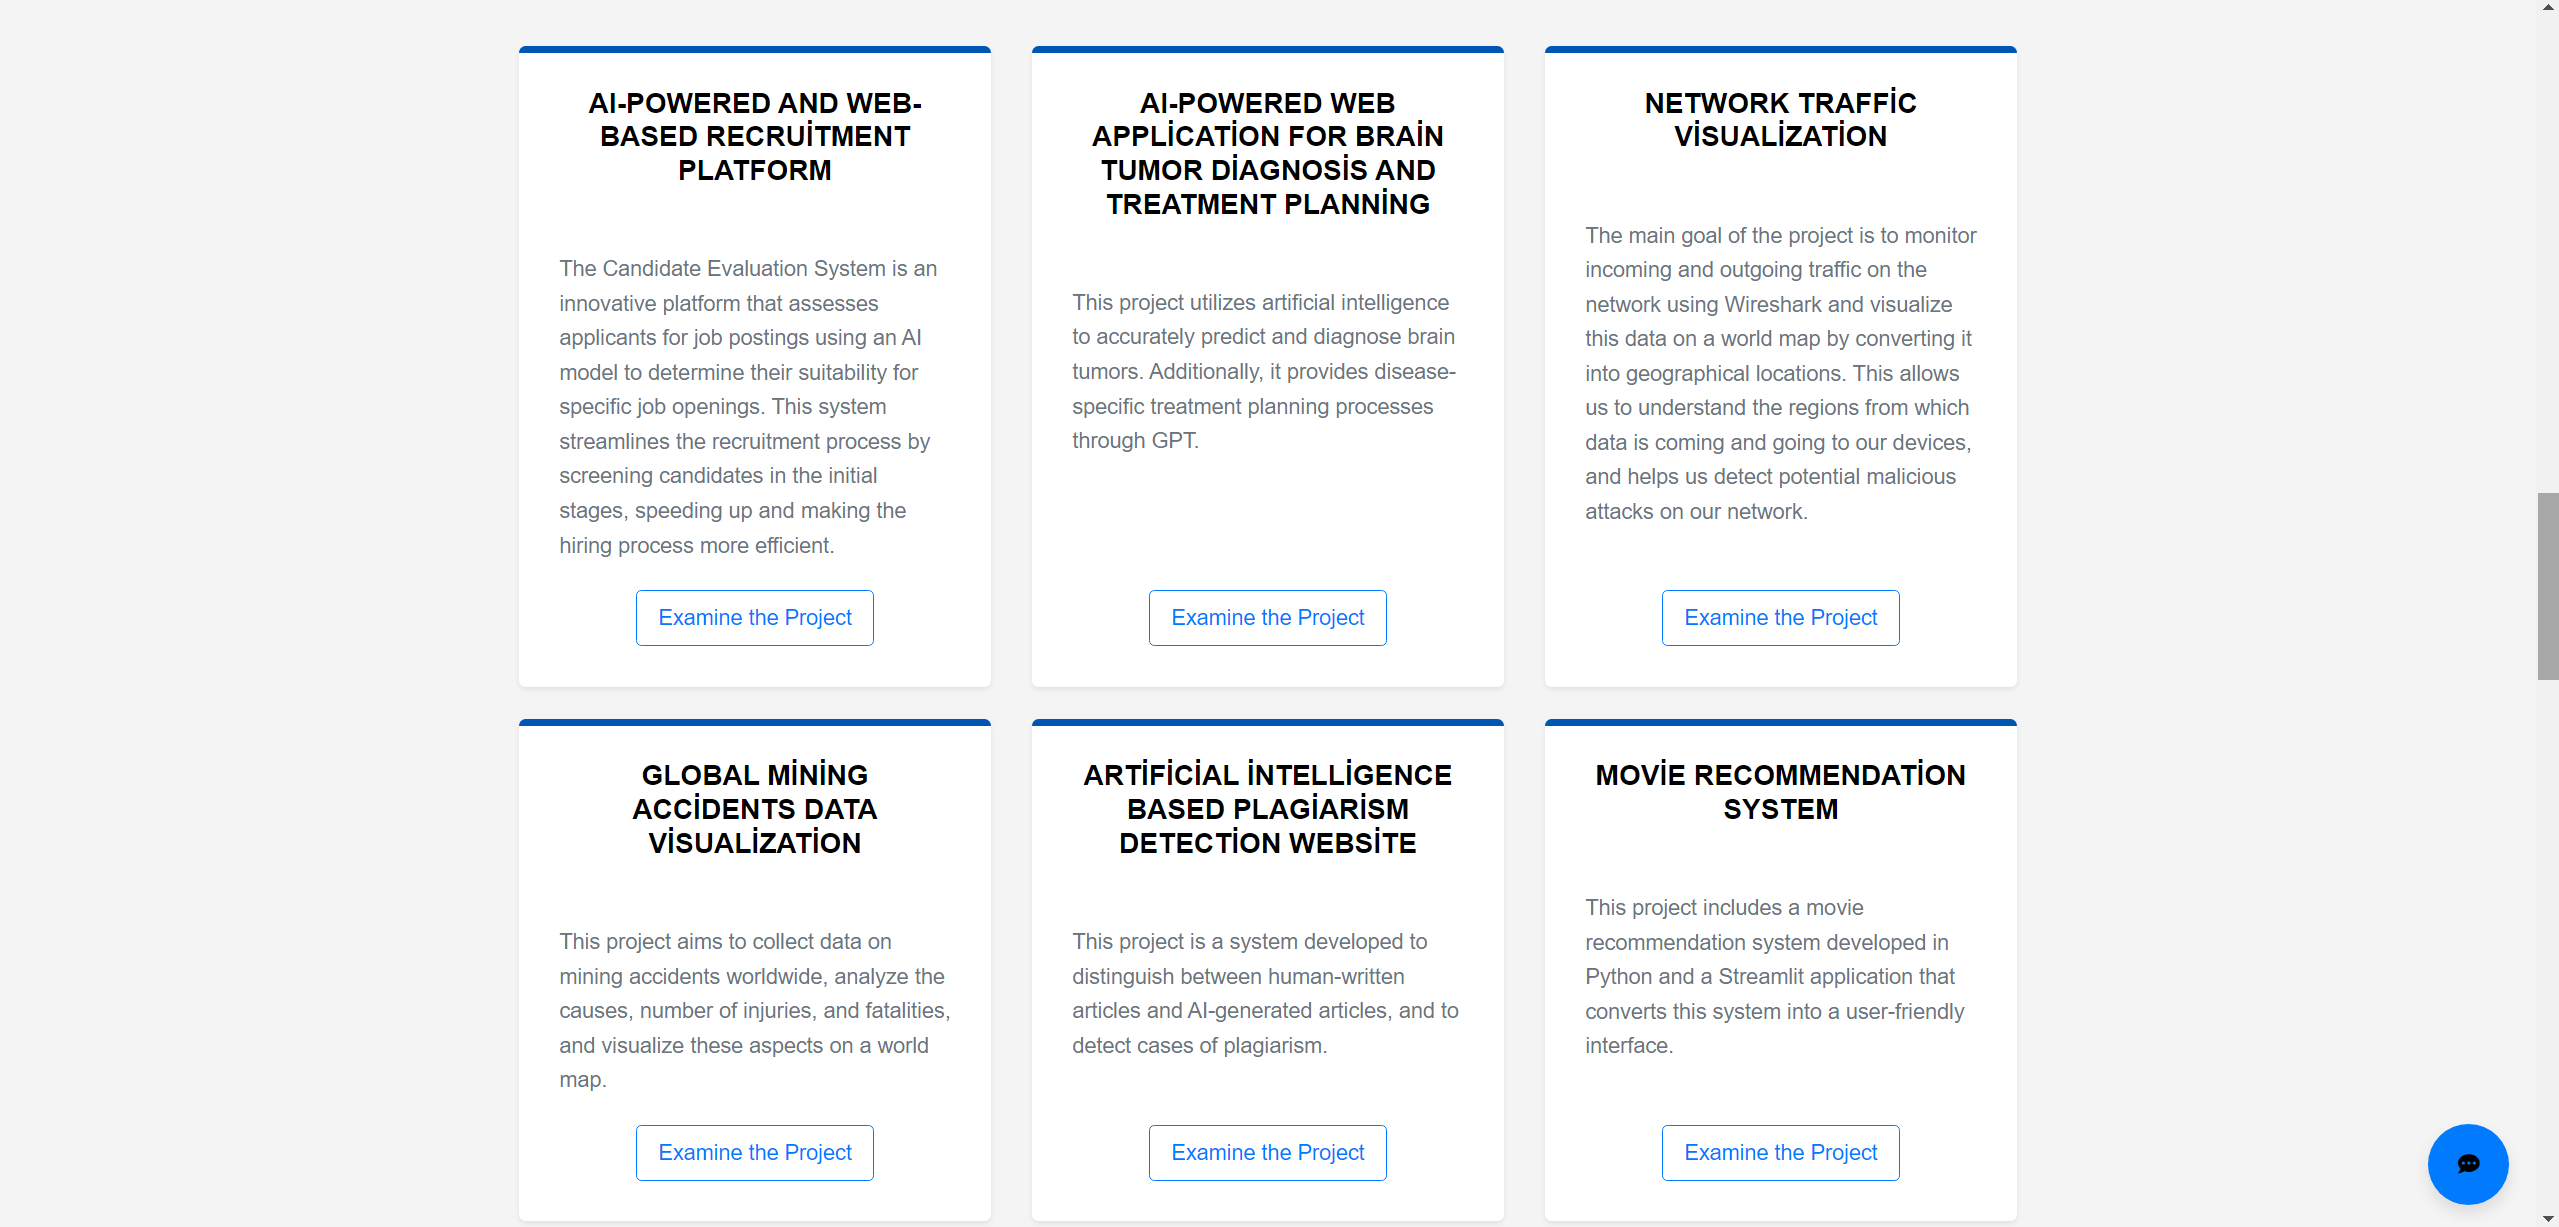 AI-POWERED AND WEB-
BASED RECRUİTMENT
PLATFORM
The Candidate Evaluation System is an
innovative platform that assesses
applicants for job postings using an AI
model to determine their suitability for
specific job openings. This system
streamlines the recruitment process by
screening candidates in the initial
stages, speeding up and making the
hiring process more efficient.
Examine the Project
AI-POWERED WEB
APPLİCATİON FOR BRAİN
TUMOR DİAGNOSİS AND
TREATMENT PLANNİNG
This project utilizes artificial intelligence
to accurately predict and diagnose brain
tumors. Additionally, it provides disease-
specific treatment planning processes
through GPT.
Examine the Project
NETWORK TRAFFİC
VİSUALİZATİON
The main goal of the project is to monitor
incoming and outgoing traffic on the
network using Wireshark and visualize
this data on a world map by converting it
into geographical locations. This allows
us to understand the regions from which
data is coming and going to our devices,
and helps us detect potential malicious
attacks on our network.
Examine the Project
GLOBAL MİNİNG
ACCİDENTS DATA
VİSUALİZATİON
This project aims to collect data on
mining accidents worldwide, analyze the
causes, number of injuries, and fatalities,
and visualize these aspects on a world
map.
Examine the Project
ARTİFİCİAL İNTELLİGENCE
BASED PLAGİARİSM
DETECTİON WEBSİTE
This project is a system developed to
distinguish between human-written
articles and AI-generated articles, and to
detect cases of plagiarism.
Examine the Project
MOVİE RECOMMENDATİON
SYSTEM
This project includes a movie
recommendation system developed in
Python and a Streamlit application that
converts this system into a user-friendly
interface.
Examine the Project